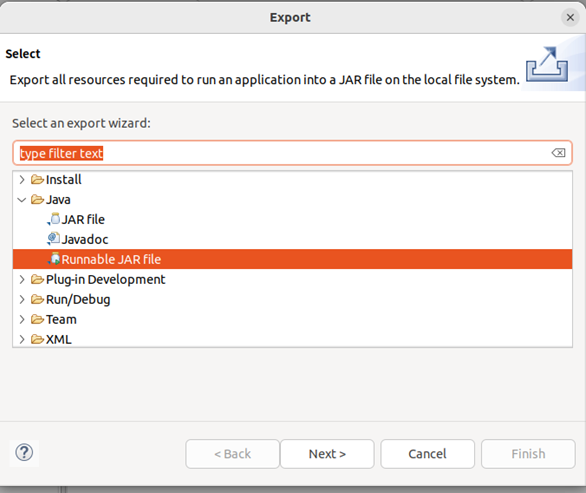 Export
Select
Export all resources required to run an application into a JAR file on the local file system.
Select an export wizard:
type filter text
Install
Java
JAR file
Javadoc
Runnable JAR file
Plug-in Development
Run/Debug
Team
XML
< Back
Next >
Cancel
Finish